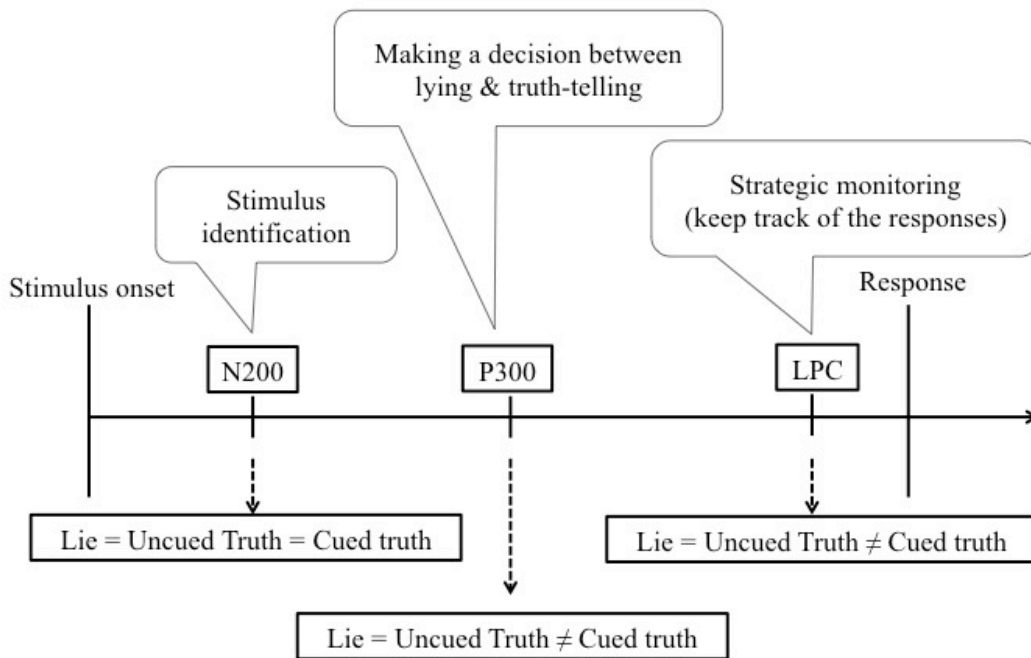 Making a decision between
lying & truth-telling
Stimulus
identification
Strategic monitoring
(keep track of the responses)
Stimulus onset
Response
N200
P300
LPC
Lie = Uncued Truth = Cued truth
Lie = Uncued Truth ≠ Cued truth
Lie = Uncued Truth ≠ Cued truth